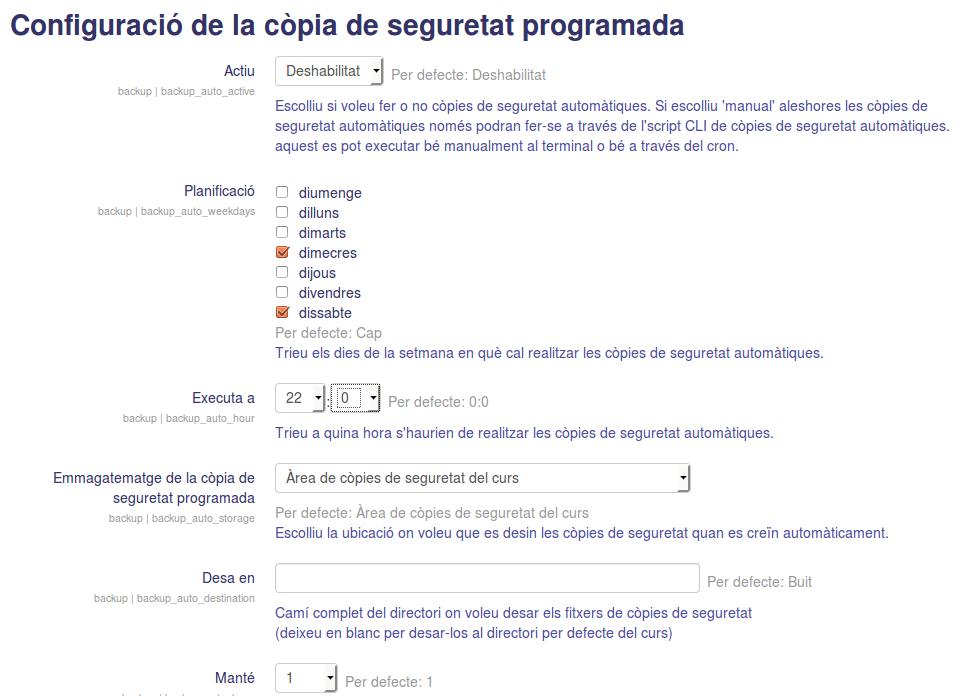 Configuració de la còpia de seguretat programada
Actiu
backup | backup_auto_active
Deshabilitat
Per defecte: Deshabilitat
Escolliu si voleu fer o no còpies de seguretat automàtiques. Si escolliu 'manual' aleshores les còpies de
seguretat automàtiques només podran fer-se a través de l'script CLI de còpies de seguretat automàtiques.
aquest es pot executar bé manualment al terminal o bé a través del cron.
Planificació
backup | backup_auto_weekdays
diumenge
dilluns
dimarts
dimecres
dijous
divendres
dissabte
Per defecte: Cap
Trieu els dies de la setmana en què cal realitzar les còpies de seguretat automàtiques.
Executa a
backup | backup_auto_hour
22 : 0
Per defecte: 0:0
Trieu a quina hora s'haurien de realitzar les còpies de seguretat automàtiques.
Emmagatematge de la còpia de
seguretat programada
backup | backup_auto_storage
Àrea de còpies de seguretat del curs
Per defecte: Àrea de còpies de seguretat del curs
Escolliu la ubicació on voleu que es desin les còpies de seguretat quan es creïn automàticament.
Desa en
backup | backup_auto_destination
Per defecte: Buit
Camí complet del directori on voleu desar els fitxers de còpies de seguretat
(deixeu en blanc per desar-los al directori per defecte del curs)
Manté
1
Per defecte: 1